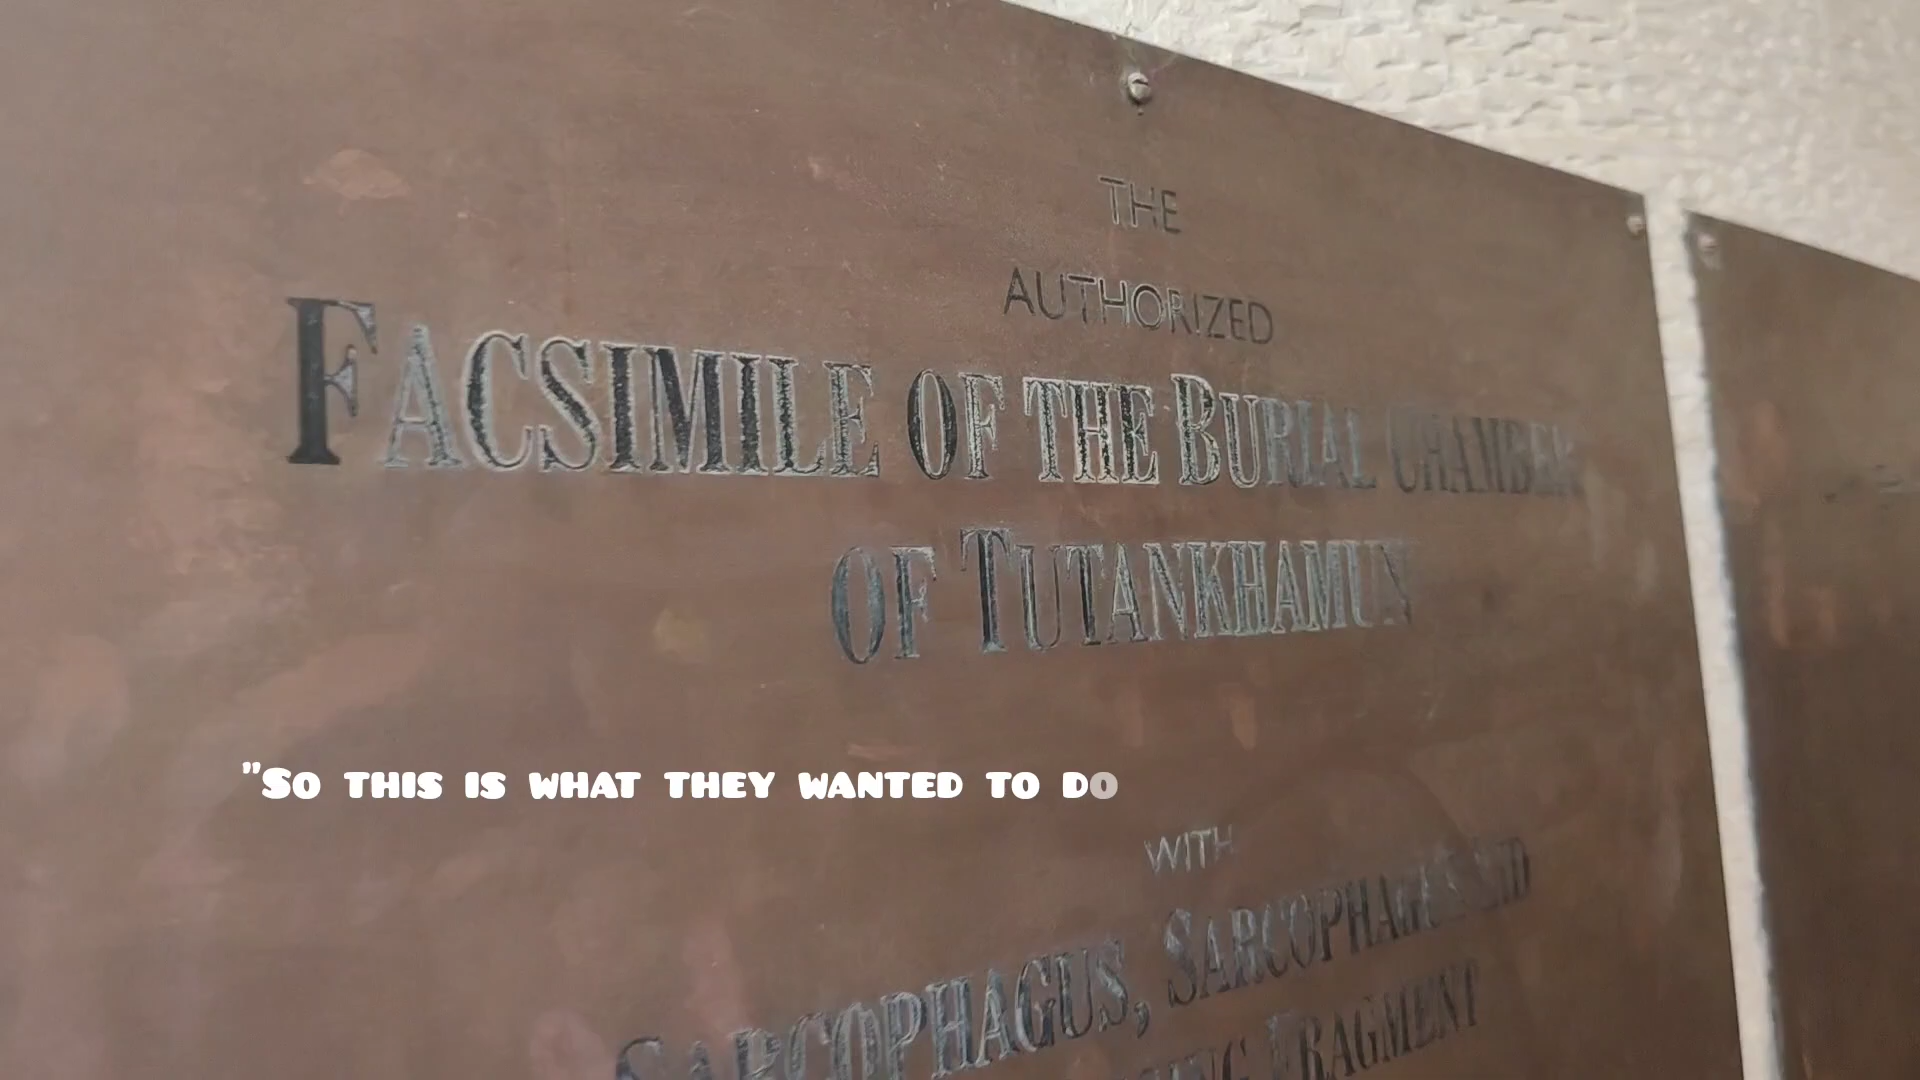 THE
AUTHORIZED
FACSIMILE OF THE BURIAL CHAMBER
OF TUTANKHAMUN
"So this is what they wanted to do
WITH
SARCOPHAGUS, SARCOPHAGUS LID
FRAGMENT